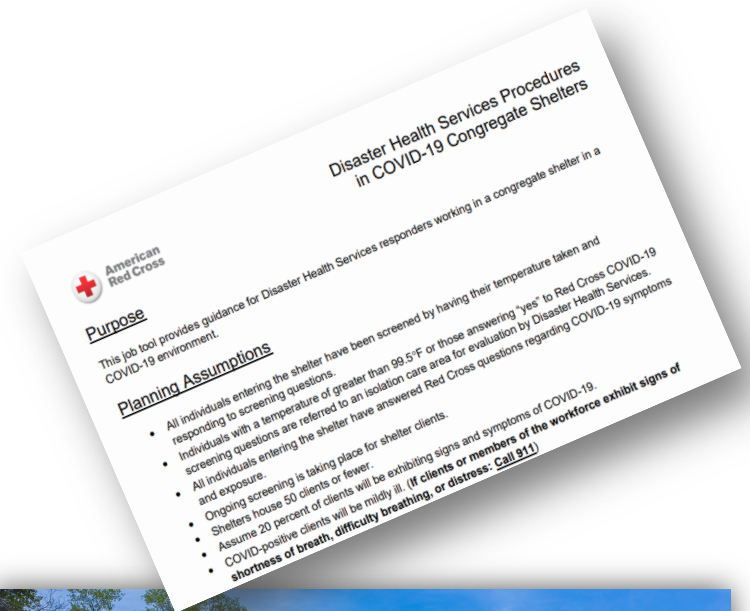 Disaster Health Services Procedures
in COVID-19 Congregate Shelters
American
Red Cross
Purpose
This job tool provides guidance for Disaster Health Services responders working in a congregate shelter in a
COVID-19 environment.
Planning Assumptions
• All individuals entering the shelter have been screened by having their temperature taken and
responding to screening questions.
• Individuals with a temperature of greater than 99.5°F or those answering “yes” to Red Cross COVID-19
screening questions are referred to an isolation care area for evaluation by Disaster Health Services.
• All individuals entering the shelter have answered Red Cross questions regarding COVID-19 symptoms
and exposure.
• Ongoing screening is taking place for shelter clients.
• Shelters house 50 clients or fewer.
• Assume 20 percent of clients will be exhibiting signs and symptoms of COVID-19.
• COVID-positive clients will be mildly ill. (If clients or members of the workforce exhibit signs of
shortness of breath, difficulty breathing, or distress: Call 911)